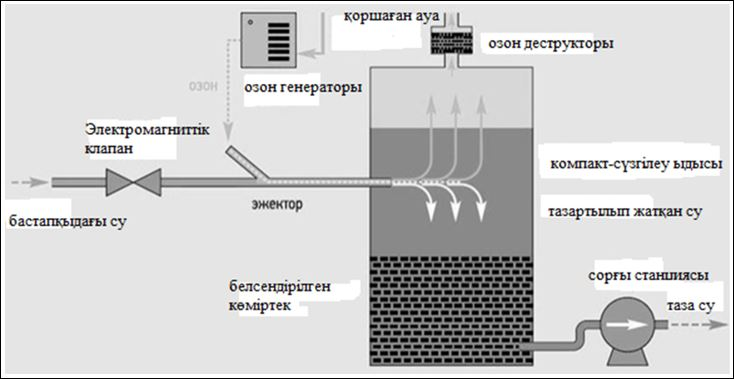 қоршаған ауа
озон деструкторы
озон
озон генераторы
Электромагниттік
клапан
компакт-сүзгілеу ыдысы
эжектор
бастапқыдағы су
тазартылып жатқан су
белсендірілген
көміртек
сорғы станциясы
таза су